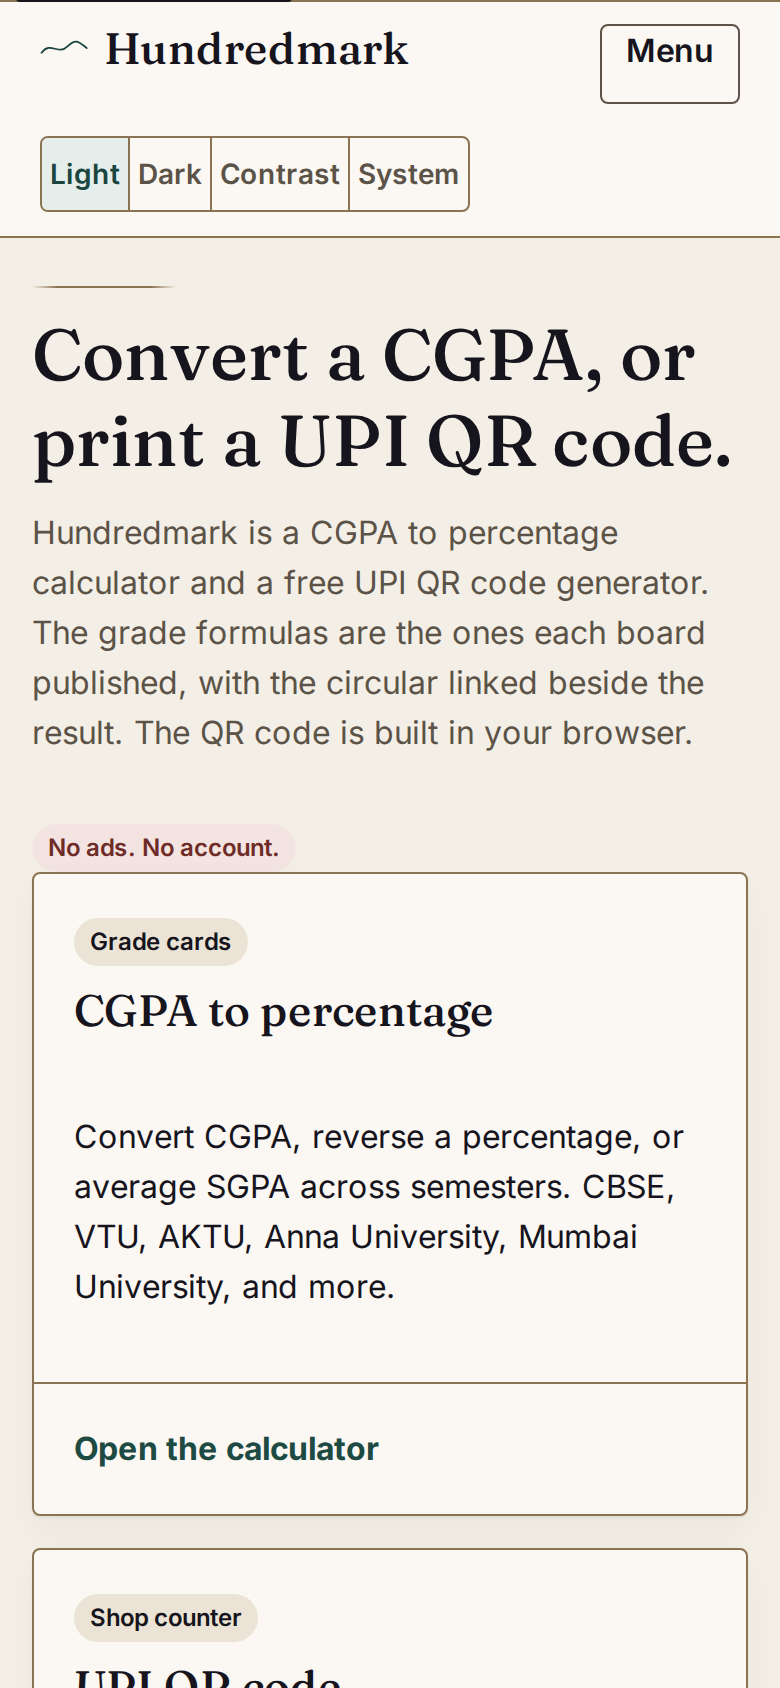 Hundredmark
Menu
Light Dark Contrast System
Convert a CGPA, or
print a UPI QR code.
Hundredmark is a CGPA to percentage
calculator and a free UPI QR code generator.
The grade formulas are the ones each board
published, with the circular linked beside the
result. The QR code is built in your browser.
No ads. No account.
Grade cards
CGPA to percentage
Convert CGPA, reverse a percentage, or
average SGPA across semesters. CBSE,
VTU, AKTU, Anna University, Mumbai
University, and more.
Open the calculator
Shop counter
UPI QR code